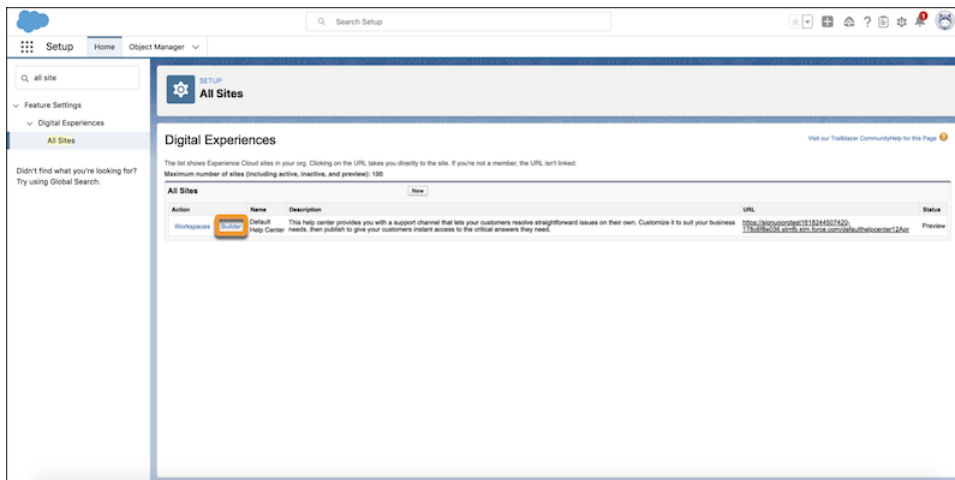 Search Setup
1
Setup Home Object Manager
all site
Feature Settings
Digital Experiences
All Sites
Didn't find what you're looking for?
Try using Global Search.
SETUP
All Sites
Digital Experiences
Visit our Trailblazer Community|Help for this Page
The list shows Experience Cloud sites in your org. Clicking on the URL takes you directly to the site. If you're not a member, the URL isn't linked.
Maximum number of sites (including active, inactive, and preview): 100
All Sites New
Action Name Description URL Status
Workspaces Builder
Default
Help Center
This help center provides you with a support channel that lets your customers resolve straightforward issues on their own. Customize it to suit your business
needs, then publish to give your customers instant access to the critical answers they need.
Preview